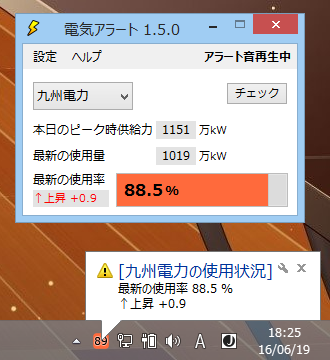 電気アラート 1.5.0
設定 ヘルプ アラート音再生中
九州電力 チェック
本日のピーク時供給力 1151 万kW
最新の使用量 1019 万kW
最新の使用率
↑上昇 +0.9
88.5 %
[九州電力の使用状況]
最新の使用率 88.5 %
↑上昇 +0.9
89 A J
18:25
16/06/19